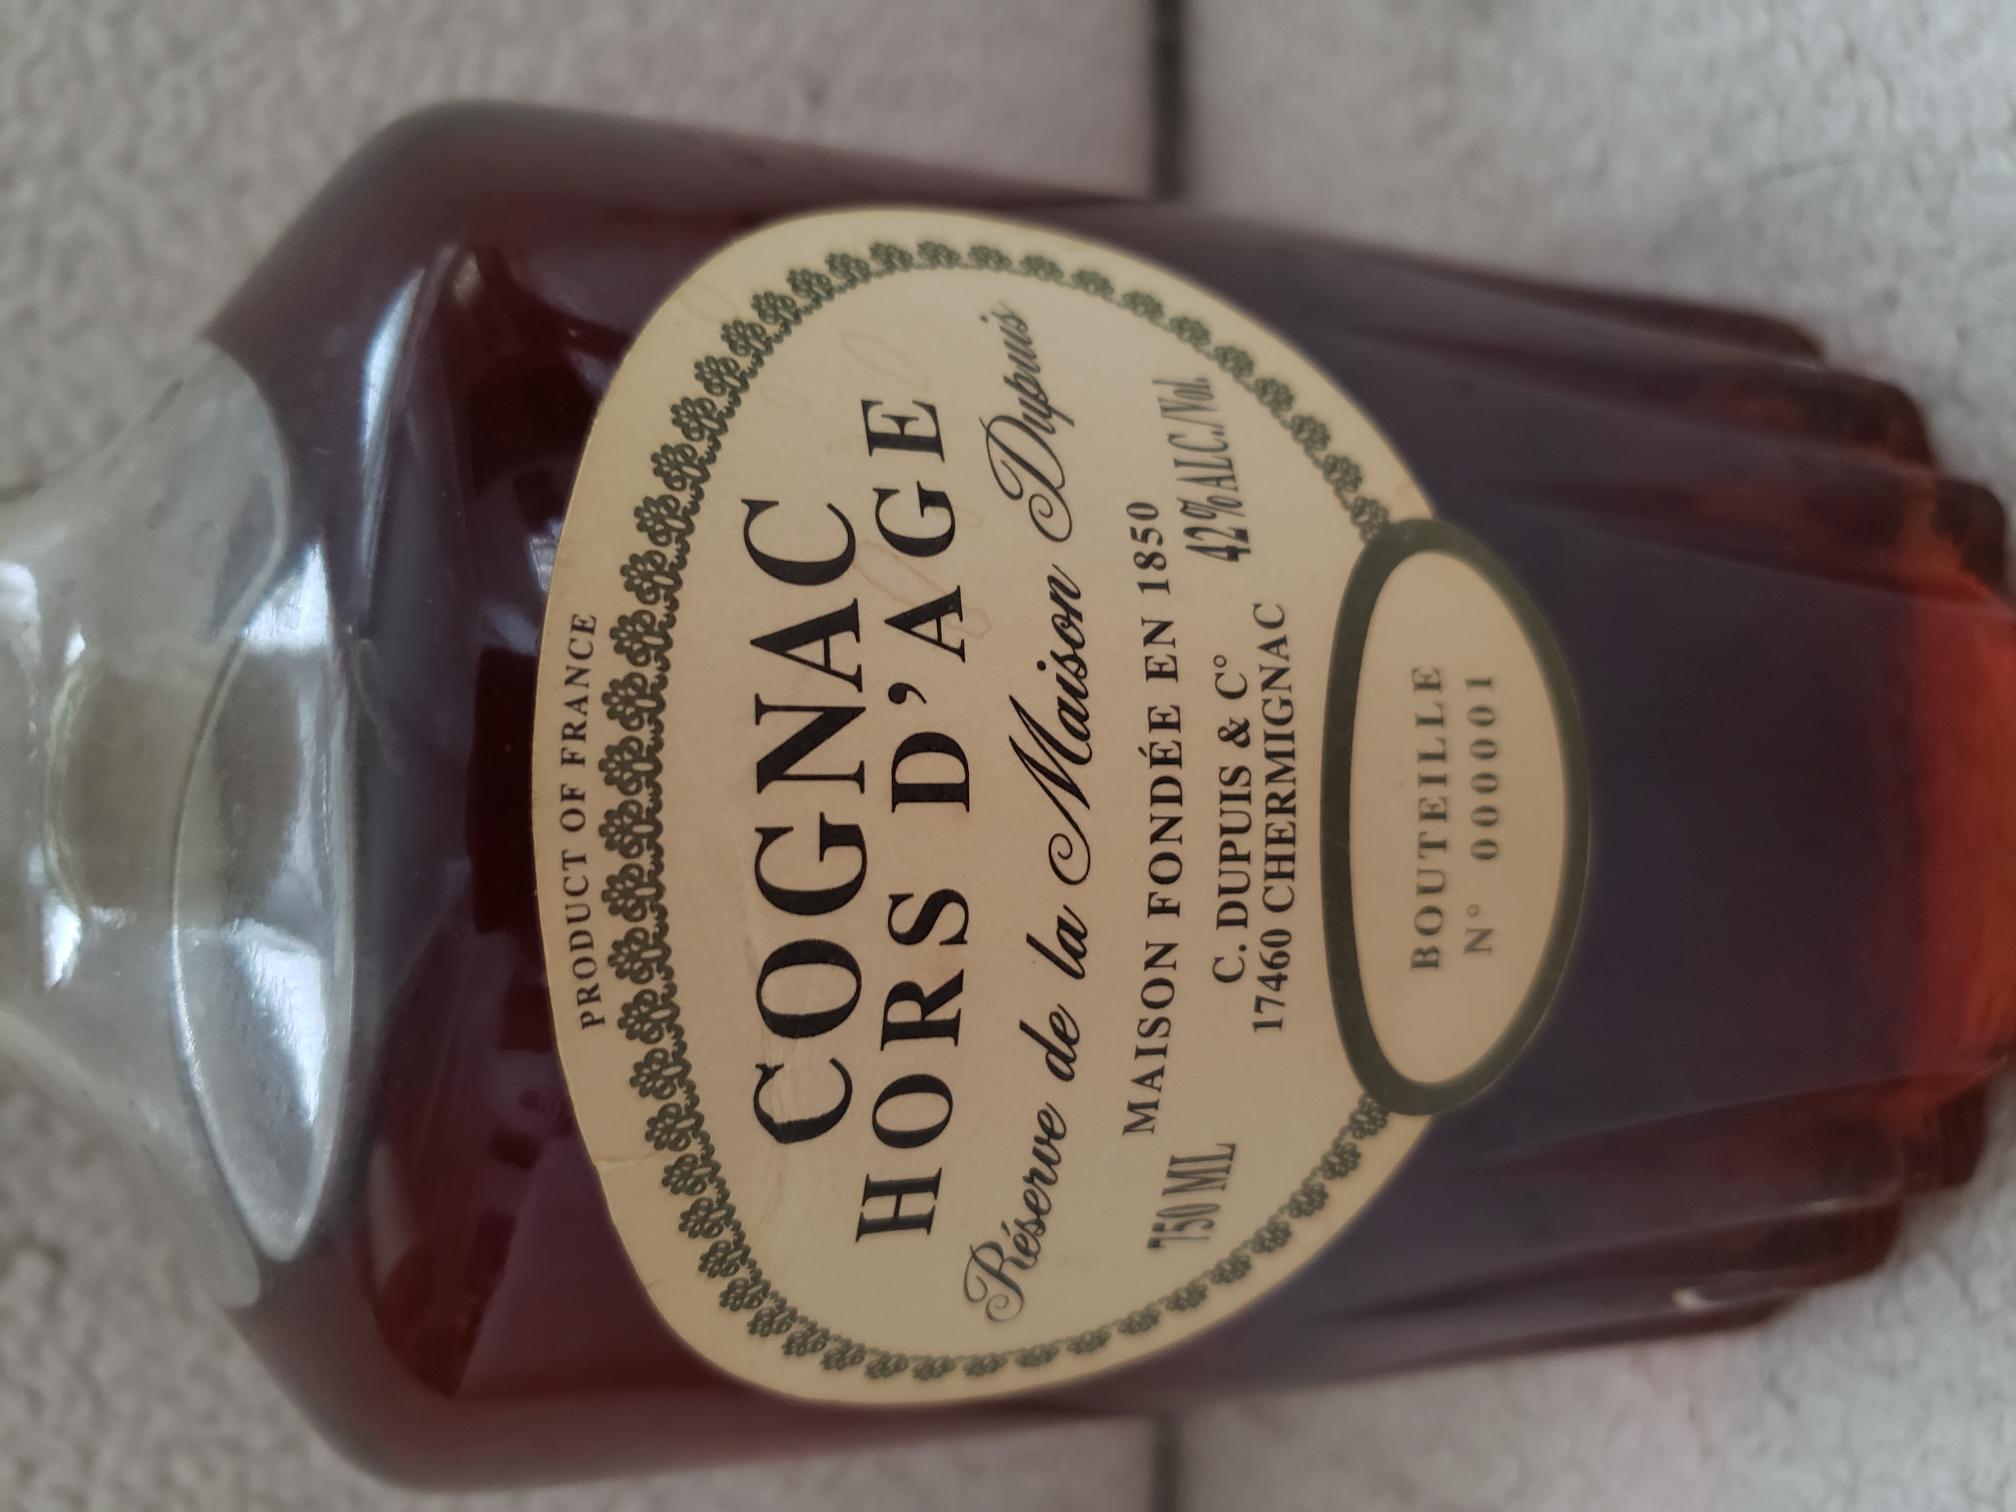 PRODUCT OF FRANCE
COGNAC
HORS D'AGE
Réserve de la Maison Dupuis
MAISON FONDÉE EN 1850
750 ML C. DUPUIS & C° 42% ALC./Vol.
17460 CHERMIGNAC
BOUTEILLE
N° 000001